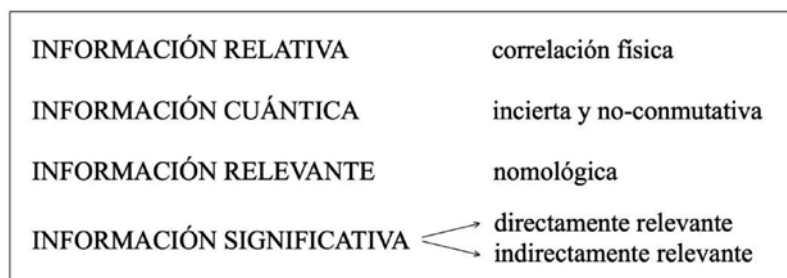 INFORMACIÓN RELATIVA correlación física
INFORMACIÓN CUÁNTICA incierta y no-conmutativa
INFORMACIÓN RELEVANTE nomológica
INFORMACIÓN SIGNIFICATIVA directamente relevante
indirectamente relevante